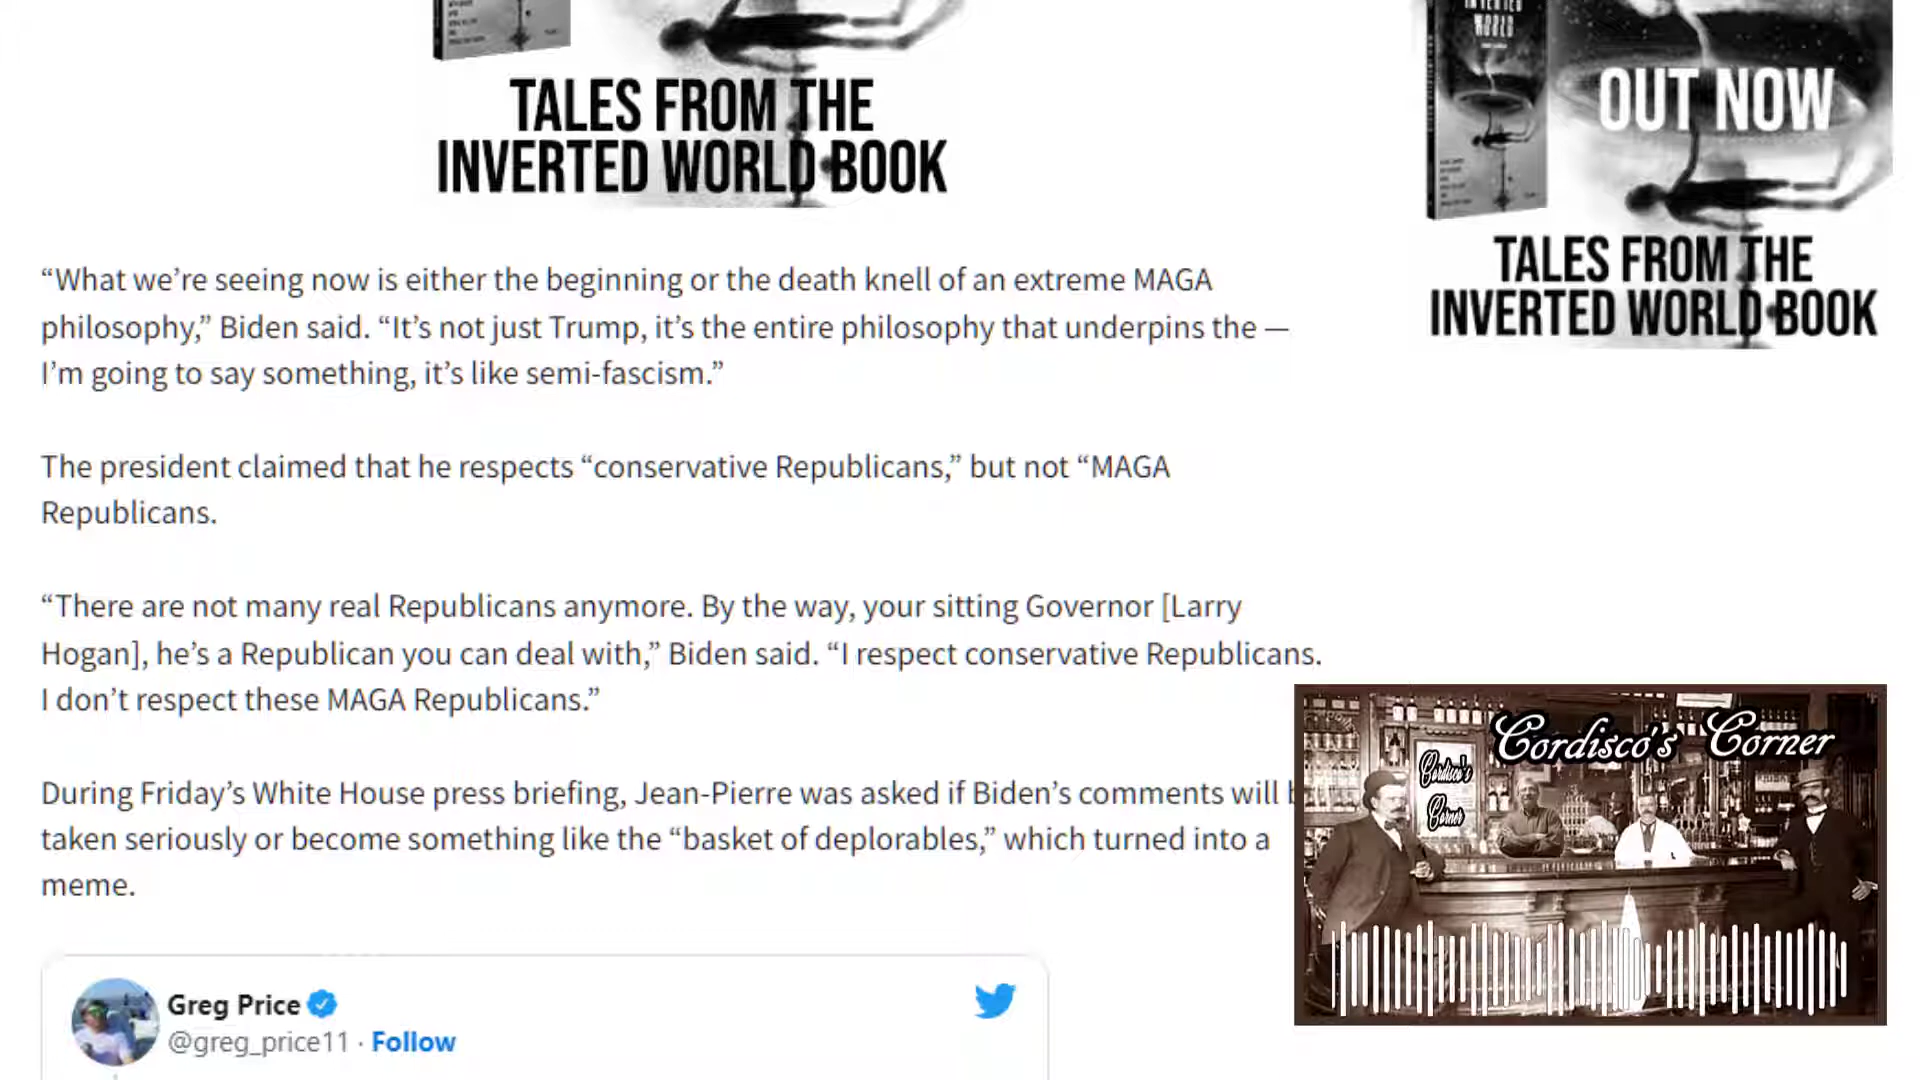 TALES FROM THE
INVERTED WORLD BOOK
INVERTED
WORLD
OUT NOW
TALES FROM THE
INVERTED WORLD BOOK
“What we’re seeing now is either the beginning or the death knell of an extreme MAGA
philosophy,” Biden said. “It’s not just Trump, it’s the entire philosophy that underpins the —
I’m going to say something, it’s like semi-fascism.”
The president claimed that he respects “conservative Republicans,” but not “MAGA
Republicans.
“There are not many real Republicans anymore. By the way, your sitting Governor [Larry
Hogan], he’s a Republican you can deal with,” Biden said. “I respect conservative Republicans.
I don’t respect these MAGA Republicans.”
During Friday’s White House press briefing, Jean-Pierre was asked if Biden’s comments will
taken seriously or become something like the “basket of deplorables,” which turned into a
meme.
Cordisco's Corner
Cordisco's
Corner
Greg Price
@greg_price11 · Follow